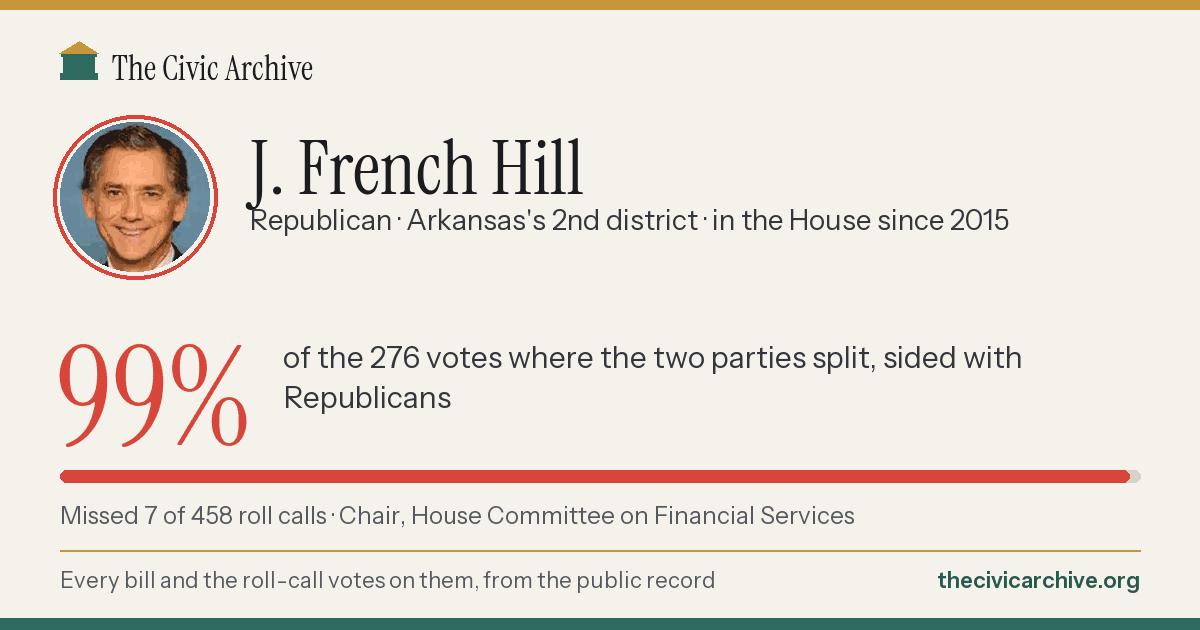 The Civic Archive
J. French Hill
Republican · Arkansas's 2nd district · in the House since 2015
99%
of the 276 votes where the two parties split, sided with
Republicans
Missed 7 of 458 roll calls · Chair, House Committee on Financial Services
Every bill and the roll-call votes on them, from the public record
thecivicarchive.org